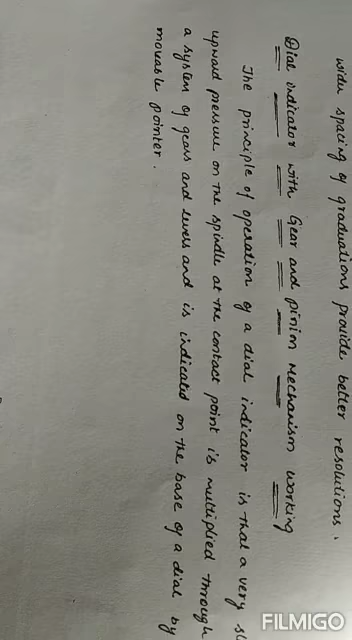 wide spacing of graduations provide better resolutions.
Dial indicator with Gear and pinion Mechanism working
The principle of operation of a dial indicator is that a very
upward pressure on the spindle at the contact point is multiplied through
a system of gears and levers and is indicated on the base of a dial by
movable pointer.
FILMIGO